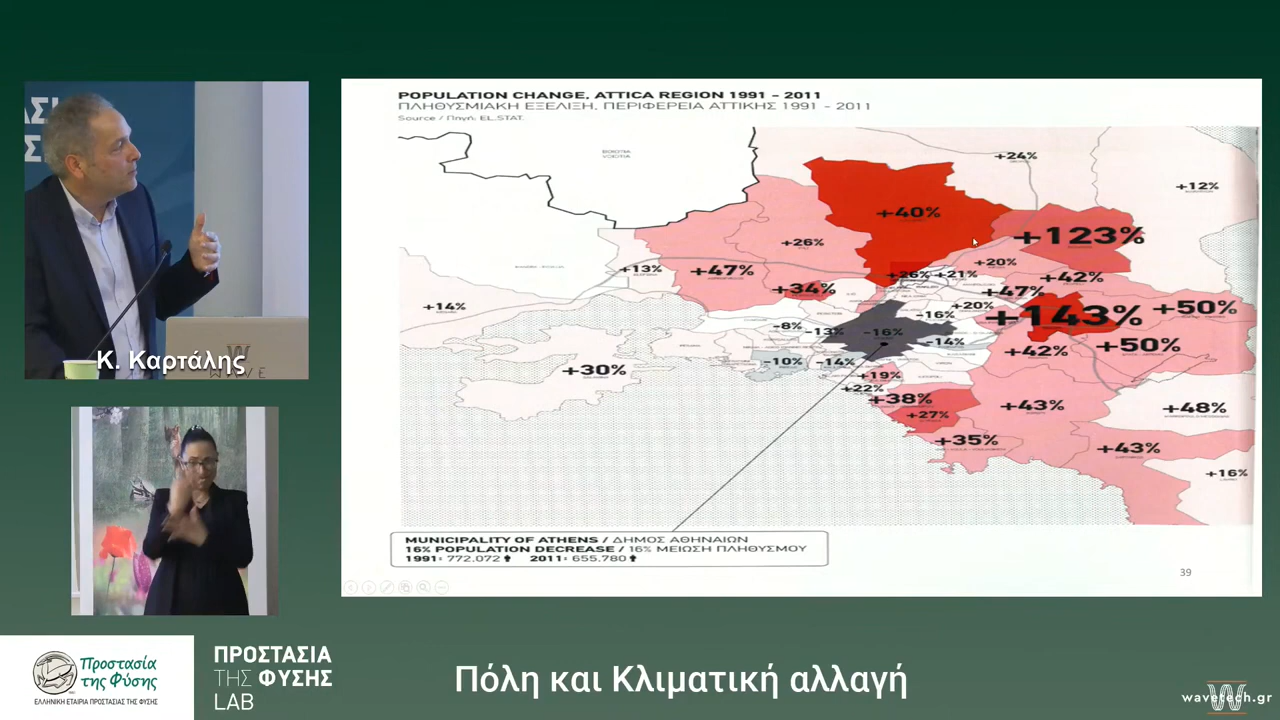 ΑΣΙ
Σ
Κ. Καρτάλης
WAVE
POPULATION CHANGE, ATTICA REGION 1991 - 2011
ΠΛΗΘΥΣΜΙΑΚΗ ΕΞΕΛΙΞΗ, ΠΕΡΙΦΕΡΕΙΑ ΑΤΤΙΚΗΣ 1991 - 2011
Source / Πηγή: EL.STAT.
ΒΟΙΩΤΙΑ
VOIOTIA
+24%
+12%
+40%
+123%
+26%
+13%
+47%
+20%
+26%
+21%
+42%
+34%
+47%
+14%
+20%
+143%
+50%
-16%
-8%
-13%
-16%
-14%
+50%
+42%
-10%
-14%
+30%
+19%
+22%
+38%
+27%
+43%
+48%
+35%
+43%
+16%
MUNICIPALITY OF ATHENS / ΔΗΜΟΣ ΑΘΗΝΑΙΩΝ
16% POPULATION DECREASE / 16% ΜΕΙΩΣΗ ΠΛΗΘΥΣΜΟΥ
1991: 772.072 2011: 655.780
39
Προστασία
της Φύσης
ΕΛΛΗΝΙΚΗ ΕΤΑΙΡΙΑ ΠΡΟΣΤΑΣΙΑΣ ΤΗΣ ΦΥΣΗΣ
ΠΡΟΣΤΑΣΙΑ
ΤΗΣ ΦΥΣΗΣ
LAB
Πόλη και Κλιματική αλλαγή
wavetech.gr